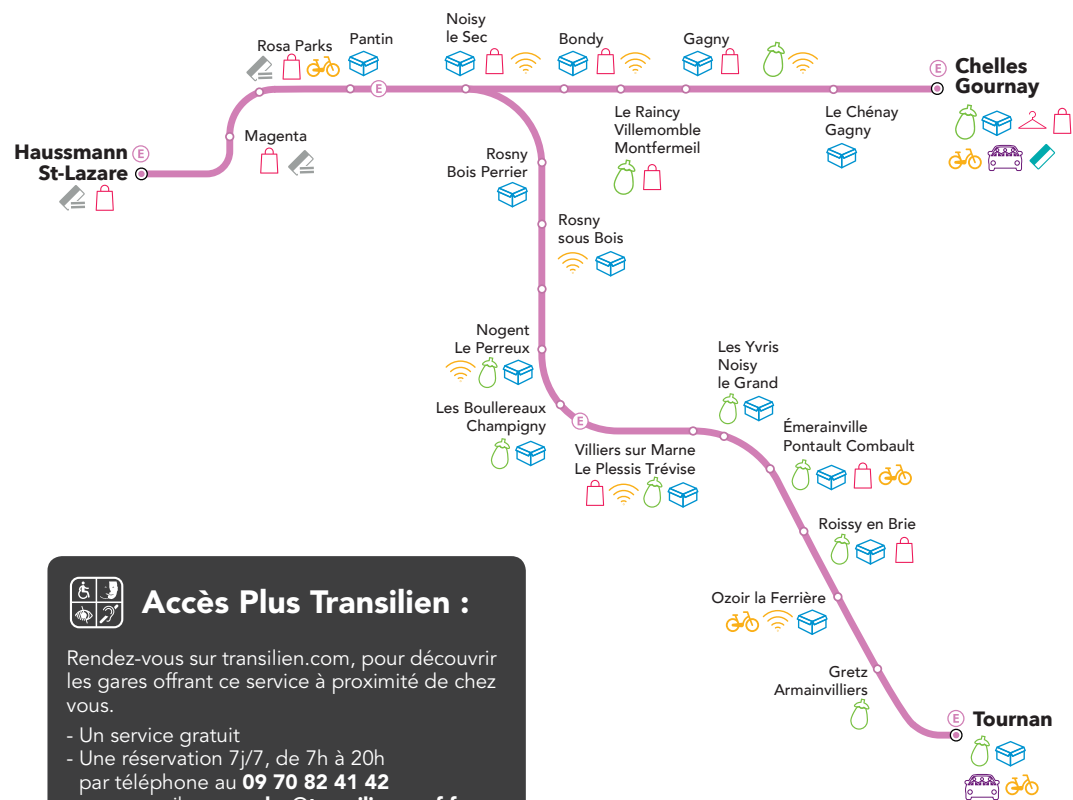 Noisy
le Sec
Rosa Parks
Pantin
Bondy
Gagny
E
E Chelles
Gournay
Magenta
Haussmann E
St-Lazare
Le Raincy
Villemomble
Montfermeil
Le Chénay
Gagny
Rosny
Bois Perrier
Rosny
sous Bois
Nogent
Le Perreux
Les Boullereaux
Champigny
E
Villiers sur Marne
Le Plessis Trévise
Les Yvris
Noisy
le Grand
Émerainville
Pontault Combault
Roissy en Brie
Ozoir la Ferrière
Gretz
Armainvilliers
E Tournan
Accès Plus Transilien :
Rendez-vous sur transilien.com, pour découvrir
les gares offrant ce service à proximité de chez
vous.
- Un service gratuit
- Une réservation 7j/7, de 7h à 20h
par téléphone au 09 70 82 41 42